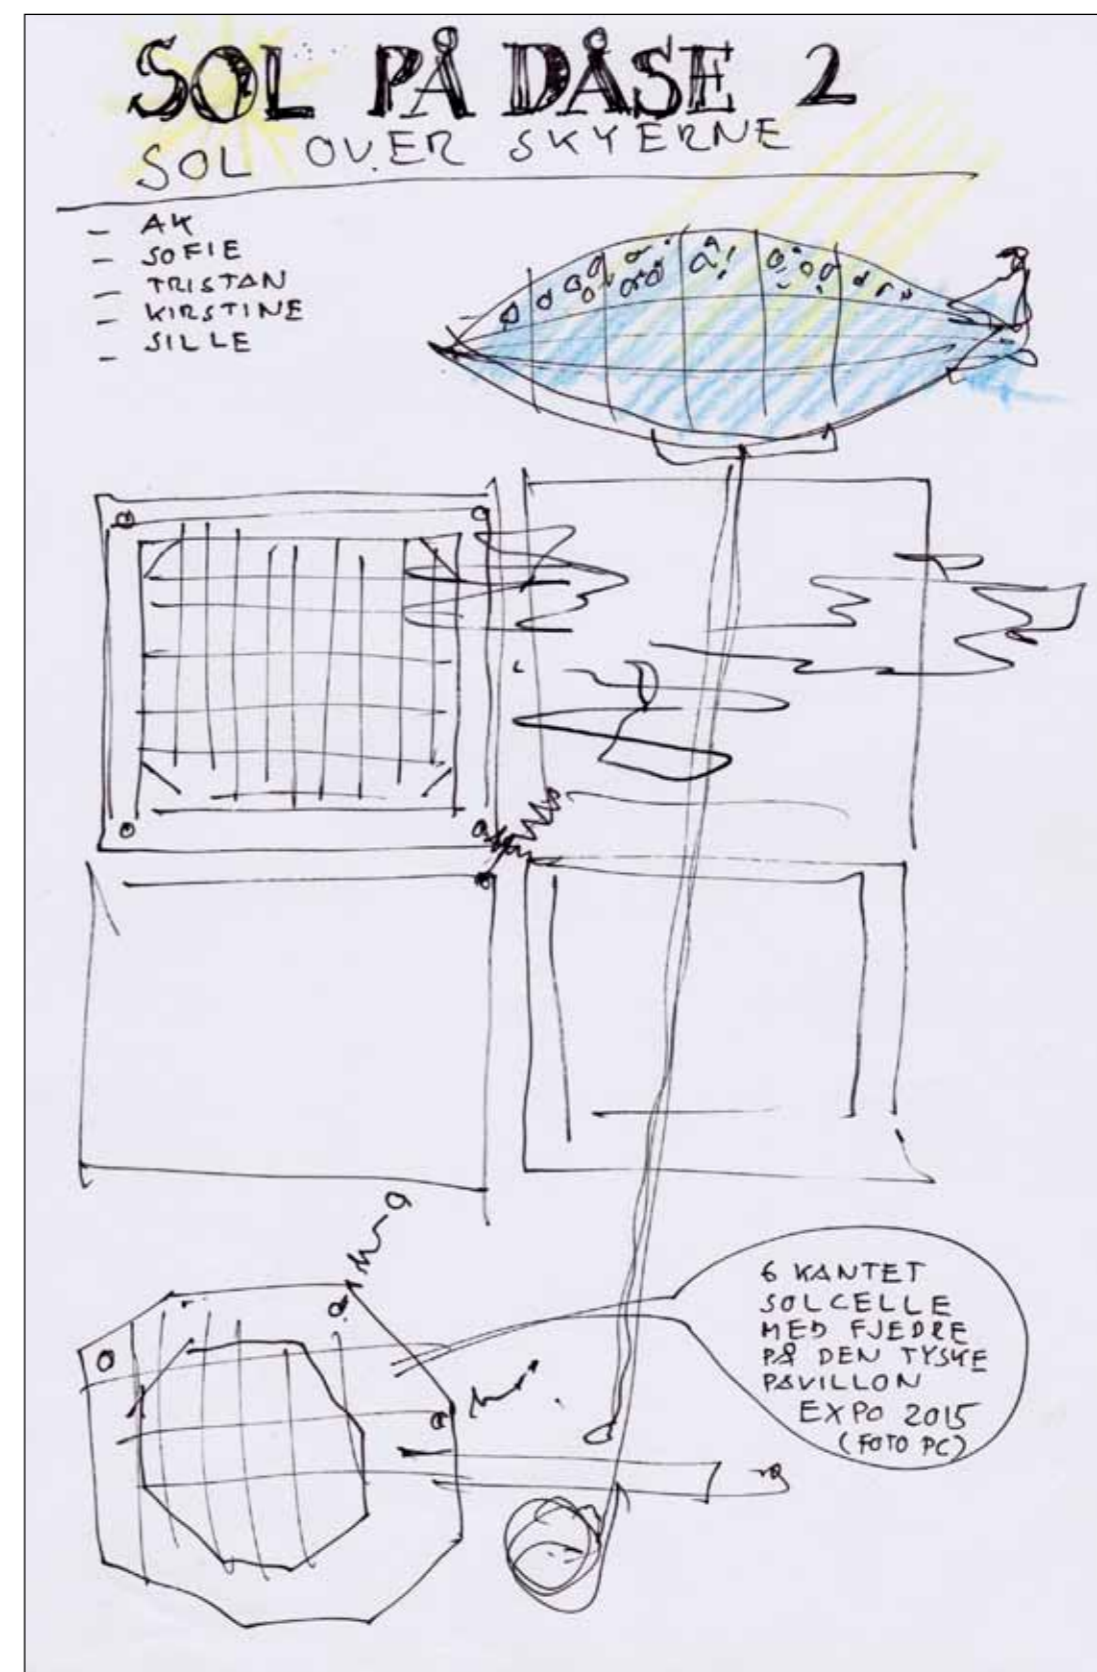 SOL PÅ DÅSE 2
SOL OVER SKYERNE
- AK
- SOFIE
- TRISTAN
- KIRSTINE
- SILLE
6 KANTET
SOLCELLE
MED FJEDRE
PÅ DEN TYSKE
PAVILLON
EXPO 2015
(FOTO PC)